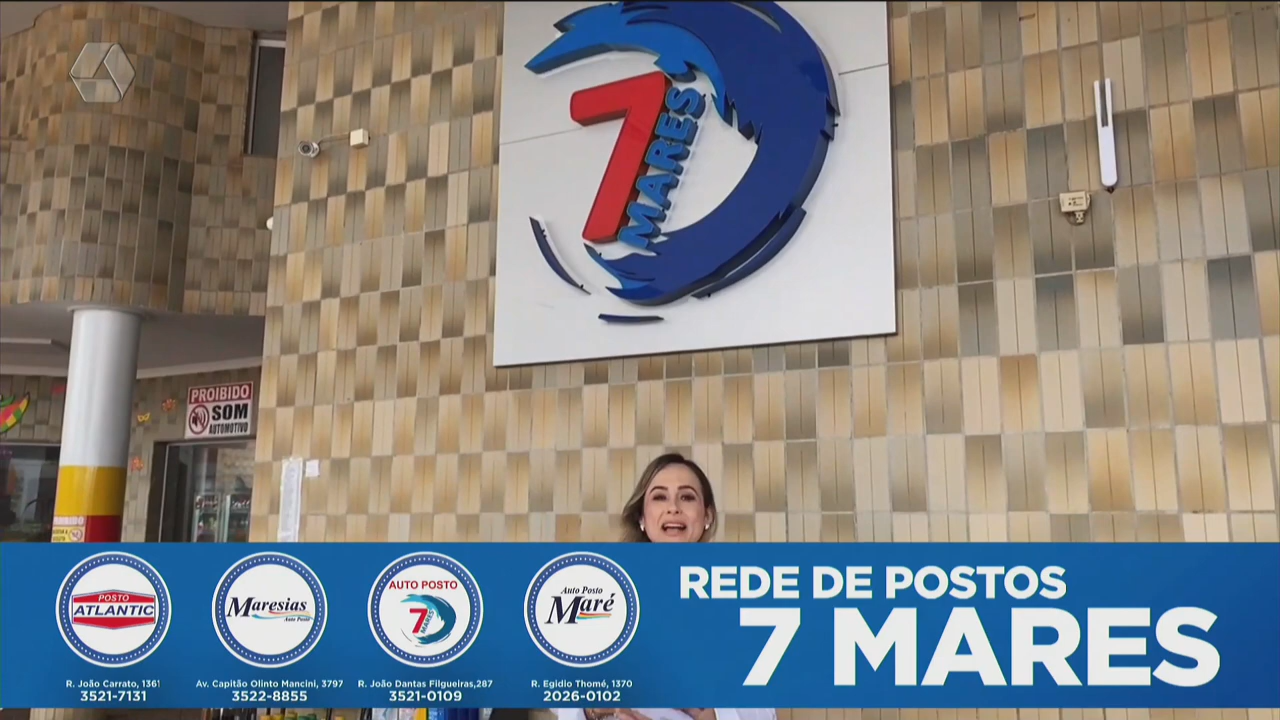 7
MARES
PROIBIDO
SOM
AUTOMOTIVO
PROIBIDO
POSTO
ATLANTIC
R. João Carrato, 1361
3521-7131
Maresias
Auto Posto
Av. Capitão Olinto Mancini, 3797
3522-8855
AUTO POSTO
7
MARES
R. João Dantas Filgueiras,287
3521-0109
Auto Posto
Maré
R. Egidio Thomé, 1370
2026-0102
REDE DE POSTOS
7 MARES